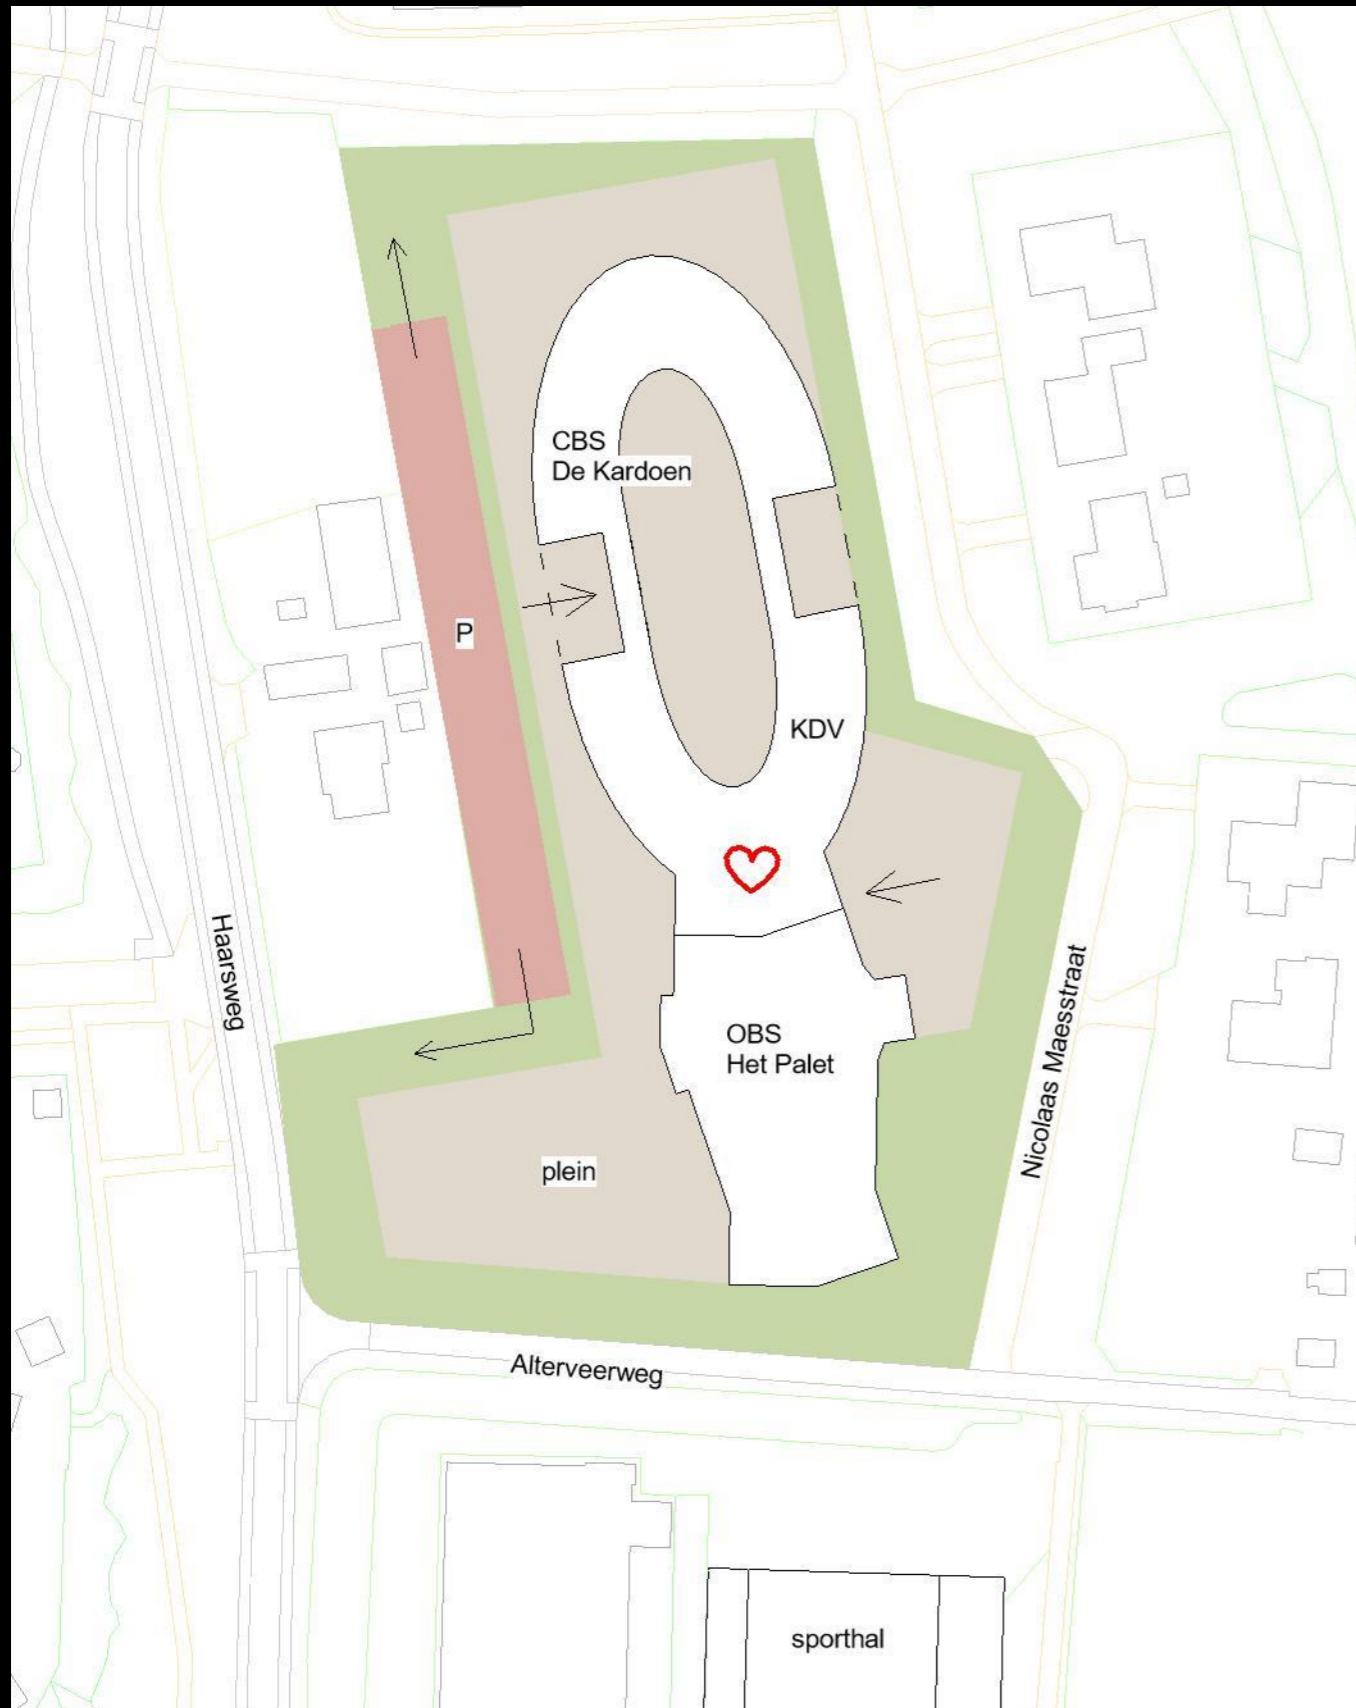 CBS
De Kardoen
P
KDV
Haarsweg
OBS
Het Palet
Nicolaas Maesstraat
plein
Alterveerweg
sporthal